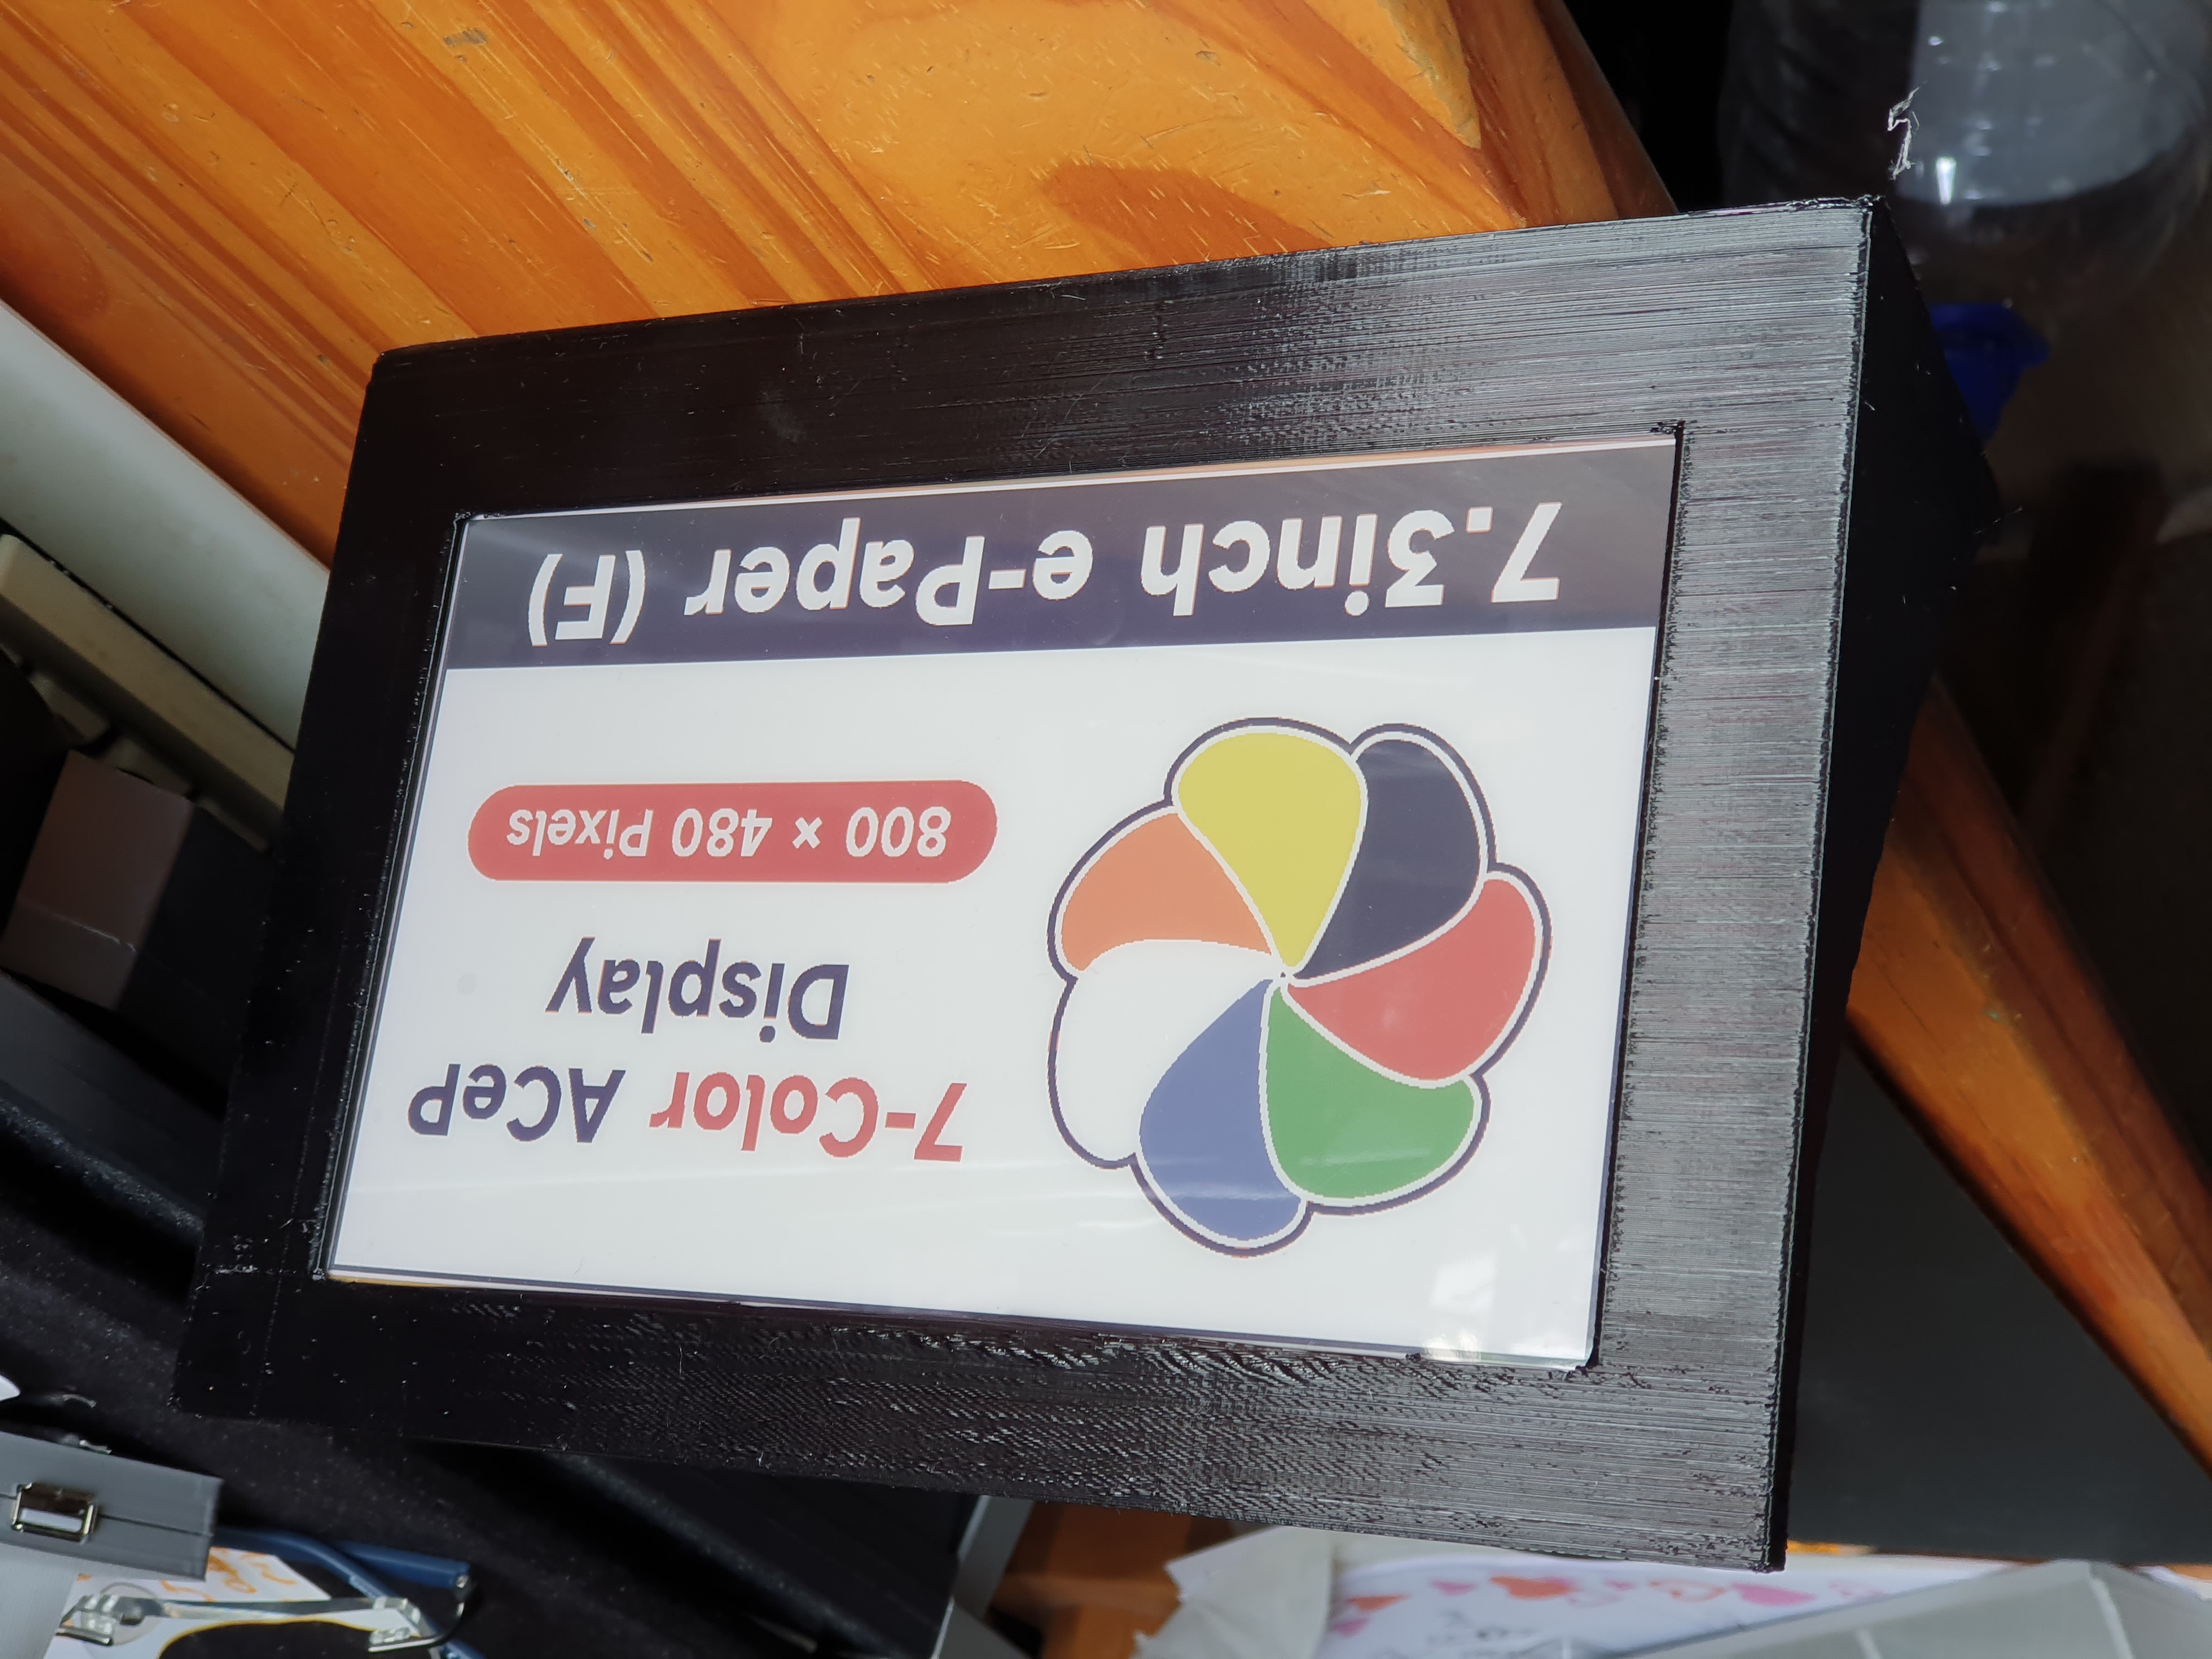 7-Color ACeP
Display
800 × 480 Pixels
7.3inch e-Paper (F)